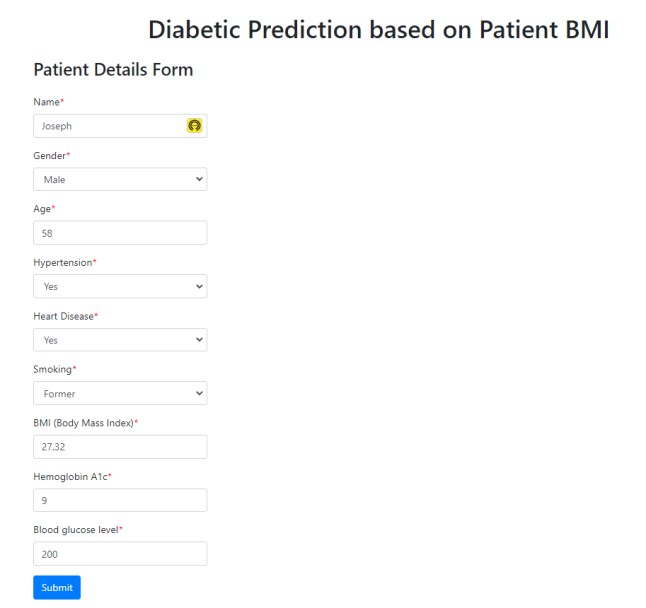 Diabetic Prediction based on Patient BMI
Patient Details Form
Name*
Joseph
Gender*
Male
Age*
58
Hypertension*
Yes
Heart Disease*
Yes
Smoking*
Former
BMI (Body Mass Index)*
27.32
Hemoglobin A1c*
9
Blood glucose level*
200
Submit